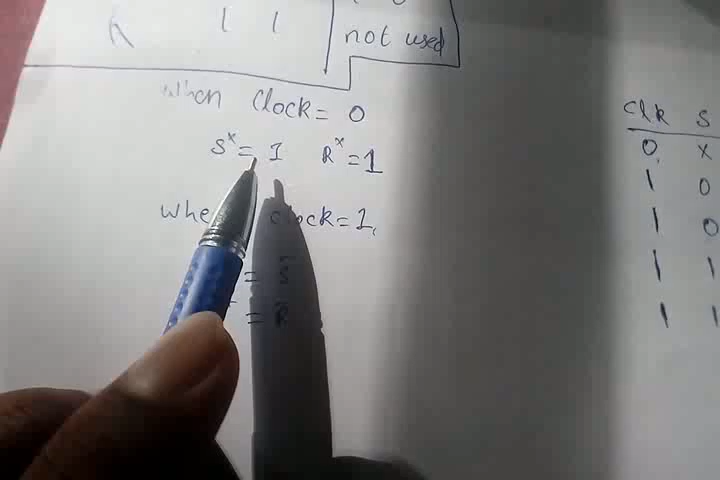 1 1
not used
when clock = 0
S* = 1 R* = 1
whe clock = 1,
=
=
Clk S
0, X
1 0
1 0
1 1
1 1